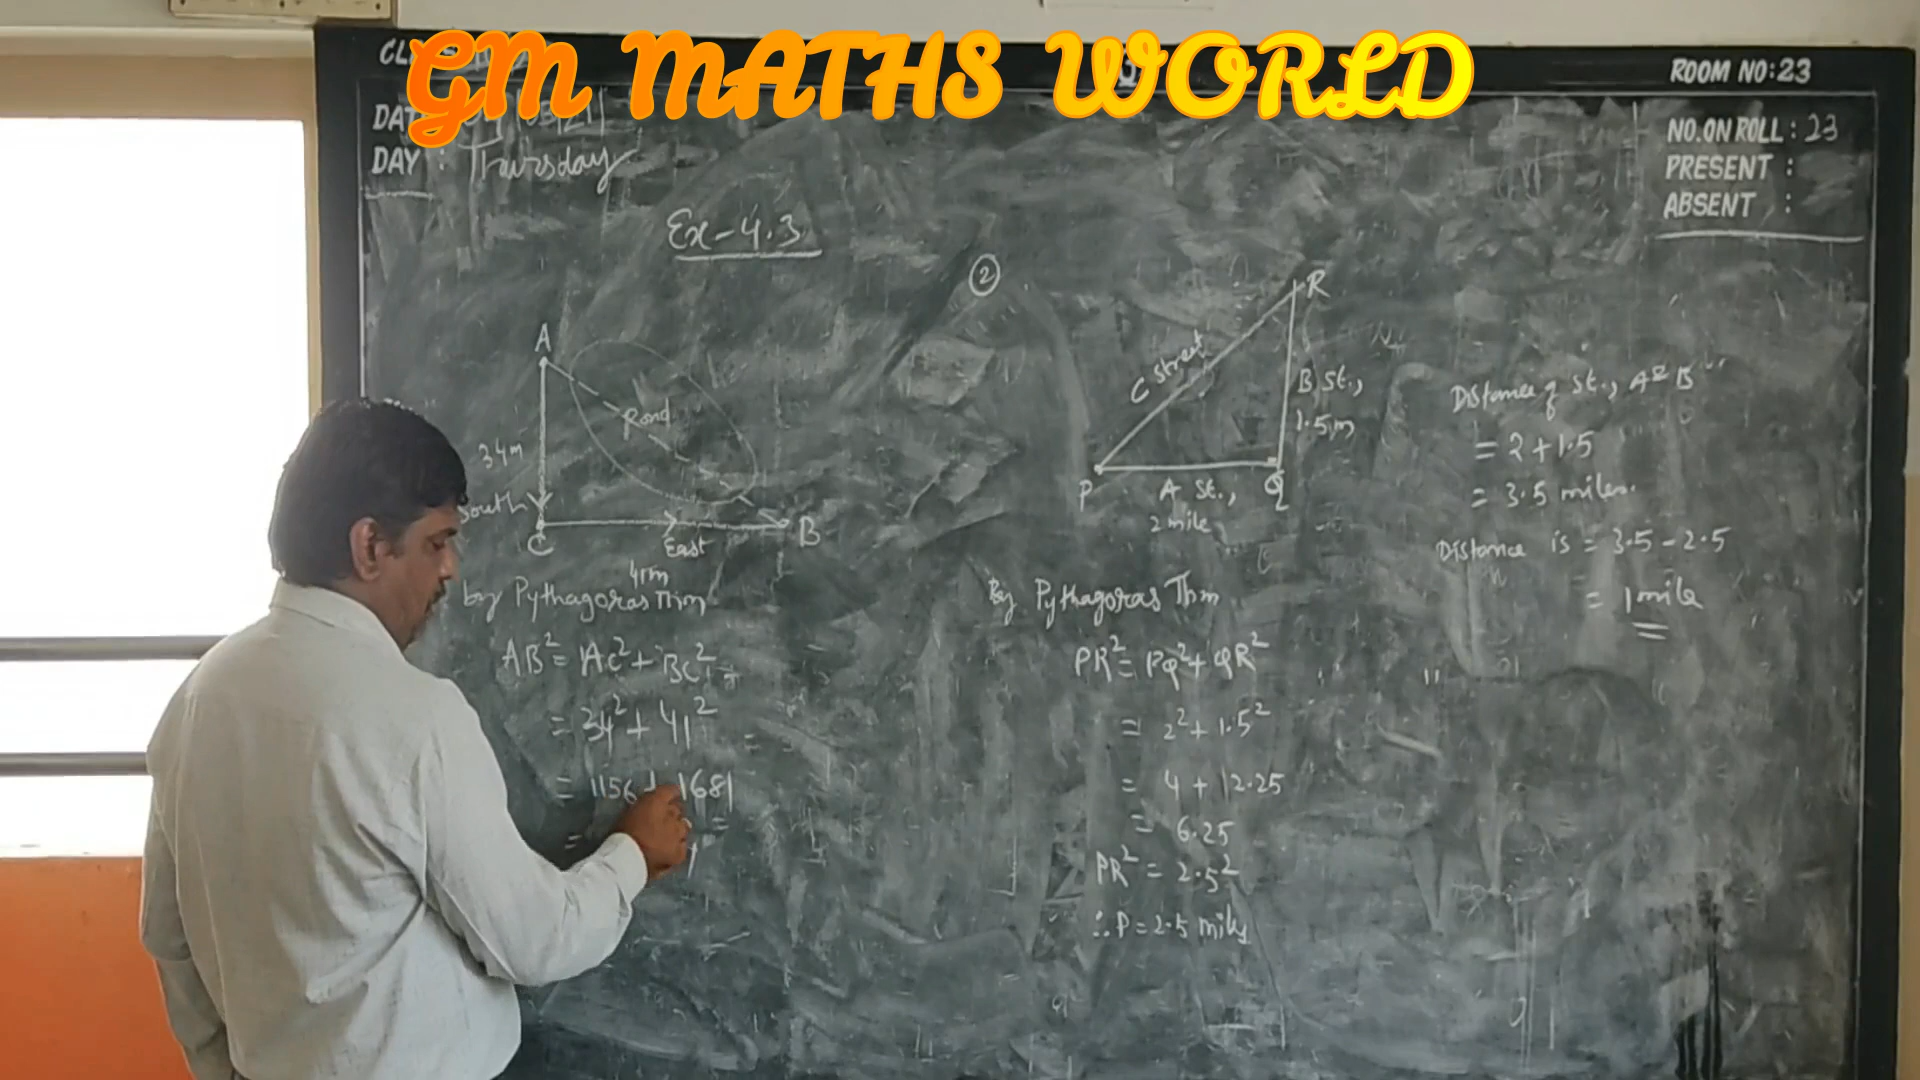 GM MATHS WORLD
ROOM NO:23
NO.ON ROLL : 23
PRESENT :
ABSENT :
DAY : Thursday
Ex-4.3
2
A
Road
34m
South
C
East
B
41m
by Pythagoras Thm
AB² = AC² + BC²
= 34² + 41²
= 1156 + 1681
=
R
C street
B St.,
1.5m
P
A St.,
Q
2 mile
By Pythagoras Thm
PR² = PQ² + QR²
= 2² + 1.5²
= 4 + 12.25
= 6.25
PR² = 2.5²
∴ P = 2.5 miles
Distance of St., A & B
= 2 + 1.5
= 3.5 miles.
Distance is = 3.5 - 2.5
= 1 mile